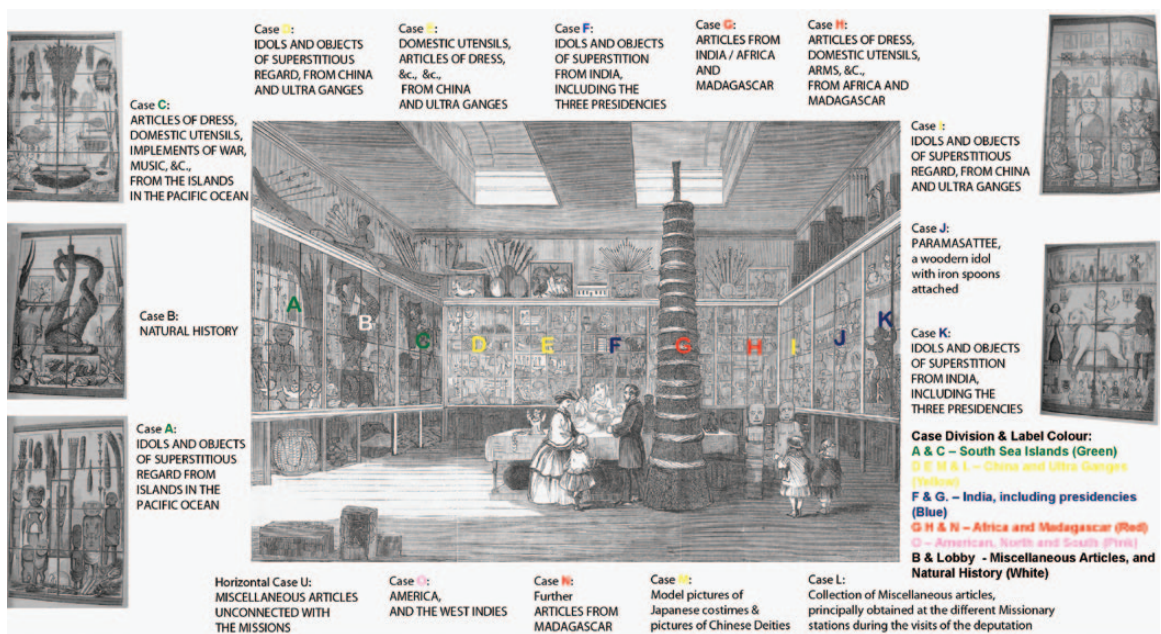 Case D:
IDOLS AND OBJECTS
OF SUPERSTITIOUS
REGARD, FROM CHINA
AND ULTRA GANGES
Case E:
DOMESTIC UTENSILS,
ARTICLES OF DRESS,
&c., &c.,
FROM CHINA
AND ULTRA GANGES
Case F:
IDOLS AND OBJECTS
OF SUPERSTITION
FROM INDIA,
INCLUDING THE
THREE PRESIDENCIES
Case G:
ARTICLES FROM
INDIA / AFRICA
AND
MADAGASCAR
Case H:
ARTICLES OF DRESS,
DOMESTIC UTENSILS,
ARMS, &C.,
FROM AFRICA AND
MADAGASCAR
Case C:
ARTICLES OF DRESS,
DOMESTIC UTENSILS,
IMPLEMENTS OF WAR,
MUSIC, &C.,
FROM THE ISLANDS
IN THE PACIFIC OCEAN
Case B:
NATURAL HISTORY
Case A:
IDOLS AND OBJECTS
OF SUPERSTITIOUS
REGARD FROM
ISLANDS IN THE
PACIFIC OCEAN
A
B
C
D
E
F
G
H
I
J
K
Case I:
IDOLS AND OBJECTS
OF SUPERSTITIOUS
REGARD, FROM CHINA
AND ULTRA GANGES
Case J:
PARAMASATTEE,
a woodern idol
with iron spoons
attached
Case K:
IDOLS AND OBJECTS
OF SUPERSTITION
FROM INDIA,
INCLUDING THE
THREE PRESIDENCIES
Case Division & Label Colour:
A & C – South Sea Islands (Green)
D E M & I. – China and Ultra Ganges
(Yellow)
F & G. – India, including presidencies
(Blue)
G H & N – Africa and Madagascar (Red)
O – American, North and South (Pink)
B & Lobby - Miscellaneous Articles, and
Natural History (White)
Horizontal Case U:
MISCELLANEOUS ARTICLES
UNCONNECTED WITH
THE MISSIONS
Case O:
AMERICA,
AND THE WEST INDIES
Case N:
Further
ARTICLES FROM
MADAGASCAR
Case M:
Model pictures of
Japanese costimes &
pictures of Chinese Deities
Case L:
Collection of Miscellaneous articles,
principally obtained at the different Missionary
stations during the visits of the deputation